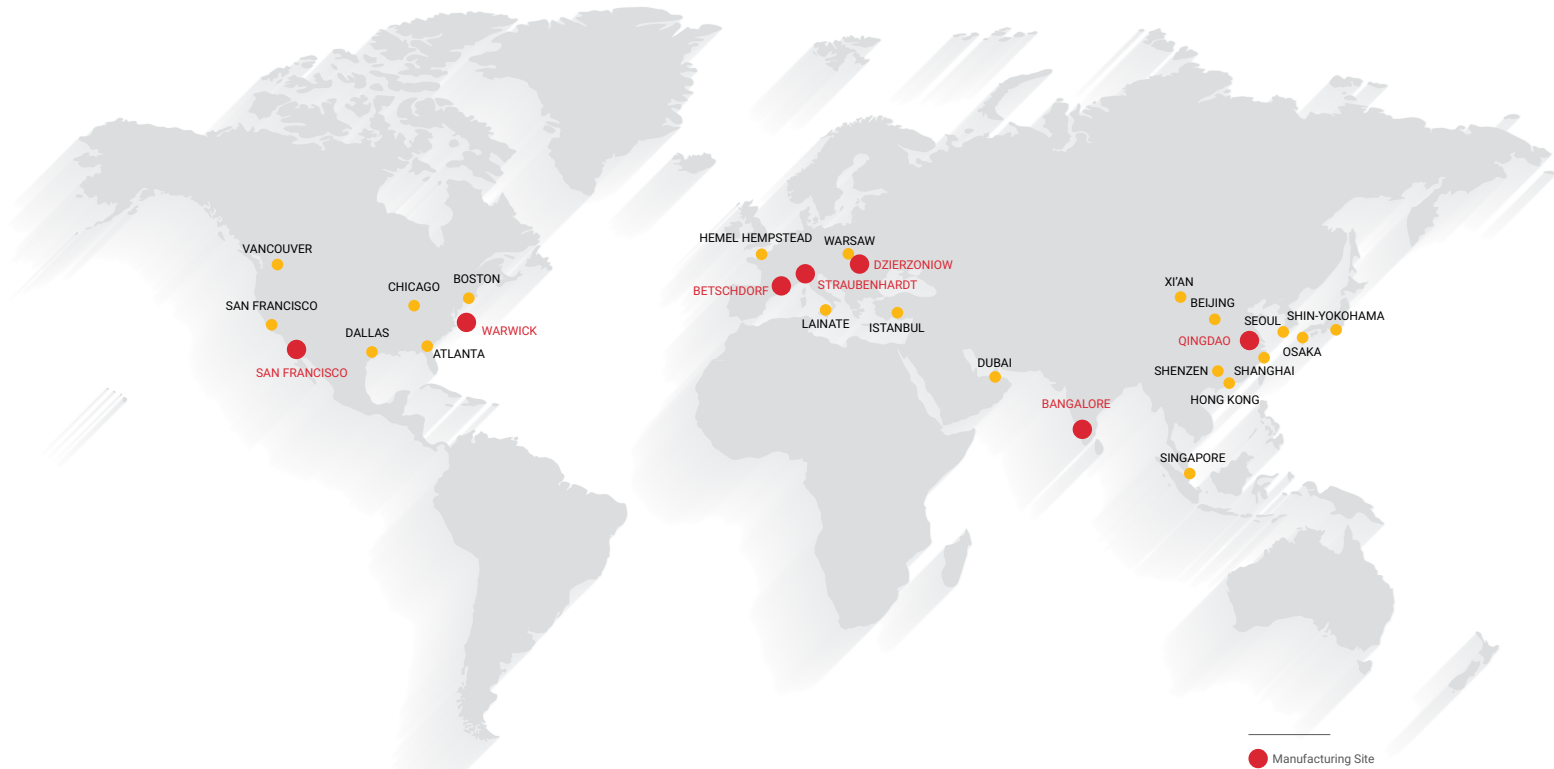 VANCOUVER
SAN FRANCISCO
SAN FRANCISCO
DALLAS
CHICAGO
BOSTON
WARWICK
ATLANTA
HEMEL HEMPSTEAD
WARSAW
DZIERZONIOW
BETSCHDORF
STRAUBENHARDT
LAINATE
ISTANBUL
DUBAI
BANGALORE
XI'AN
BEIJING
SEOUL
SHIN-YOKOHAMA
QINGDAO
OSAKA
SHENZEN
SHANGHAI
HONG KONG
SINGAPORE
Manufacturing Site